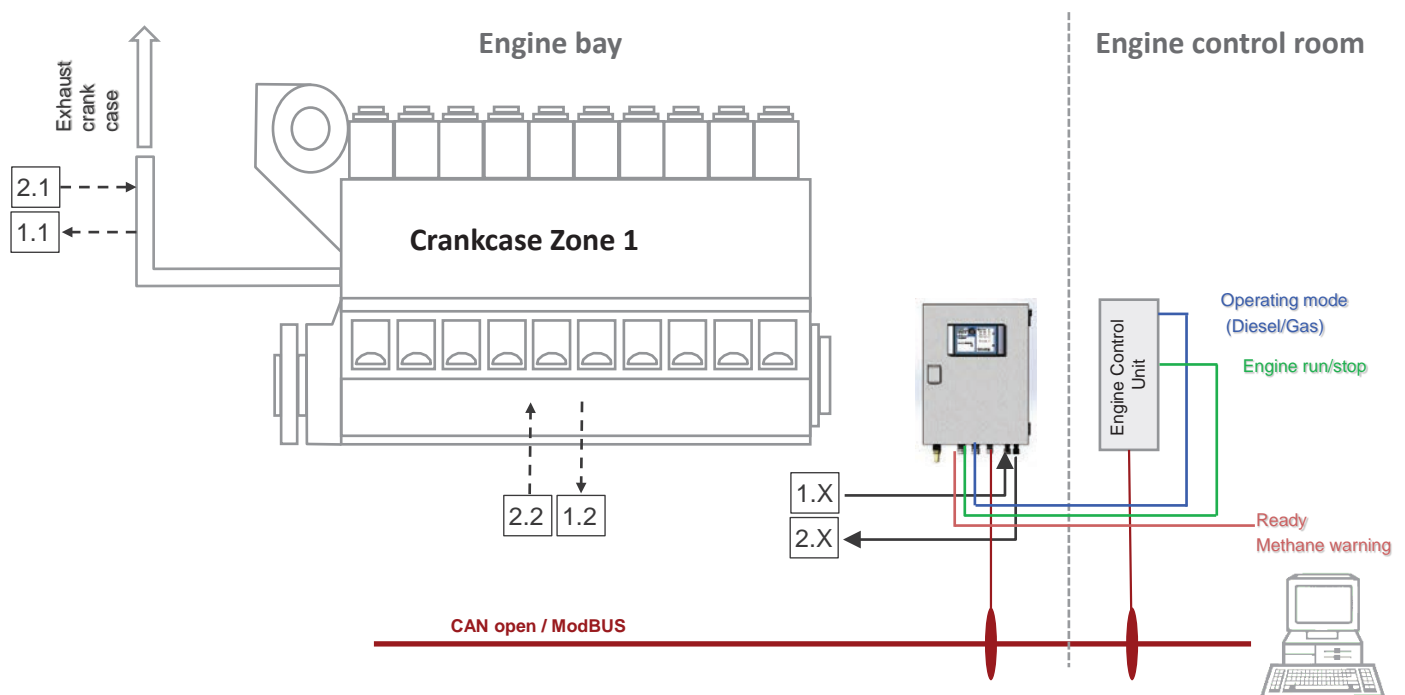 Engine bay
Engine control room
Exhaust
crank
case
2.1
1.1
Crankcase Zone 1
Operating mode
(Diesel/Gas)
Engine Control
Unit
Engine run/stop
1.X
2.2
1.2
2.X
Ready
Methane warning
CAN open / ModBUS